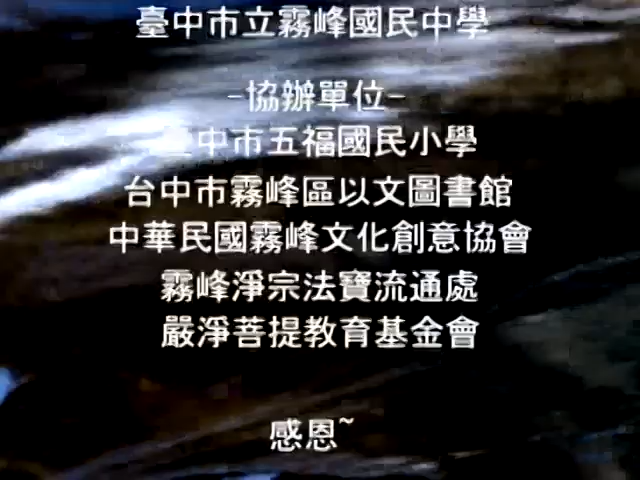 臺中市立霧峰國民中學
-協辦單位-
臺中市五福國民小學
台中市霧峰區以文圖書館
中華民國霧峰文化創意協會
霧峰淨宗法寶流通處
嚴淨菩提教育基金會
感恩~